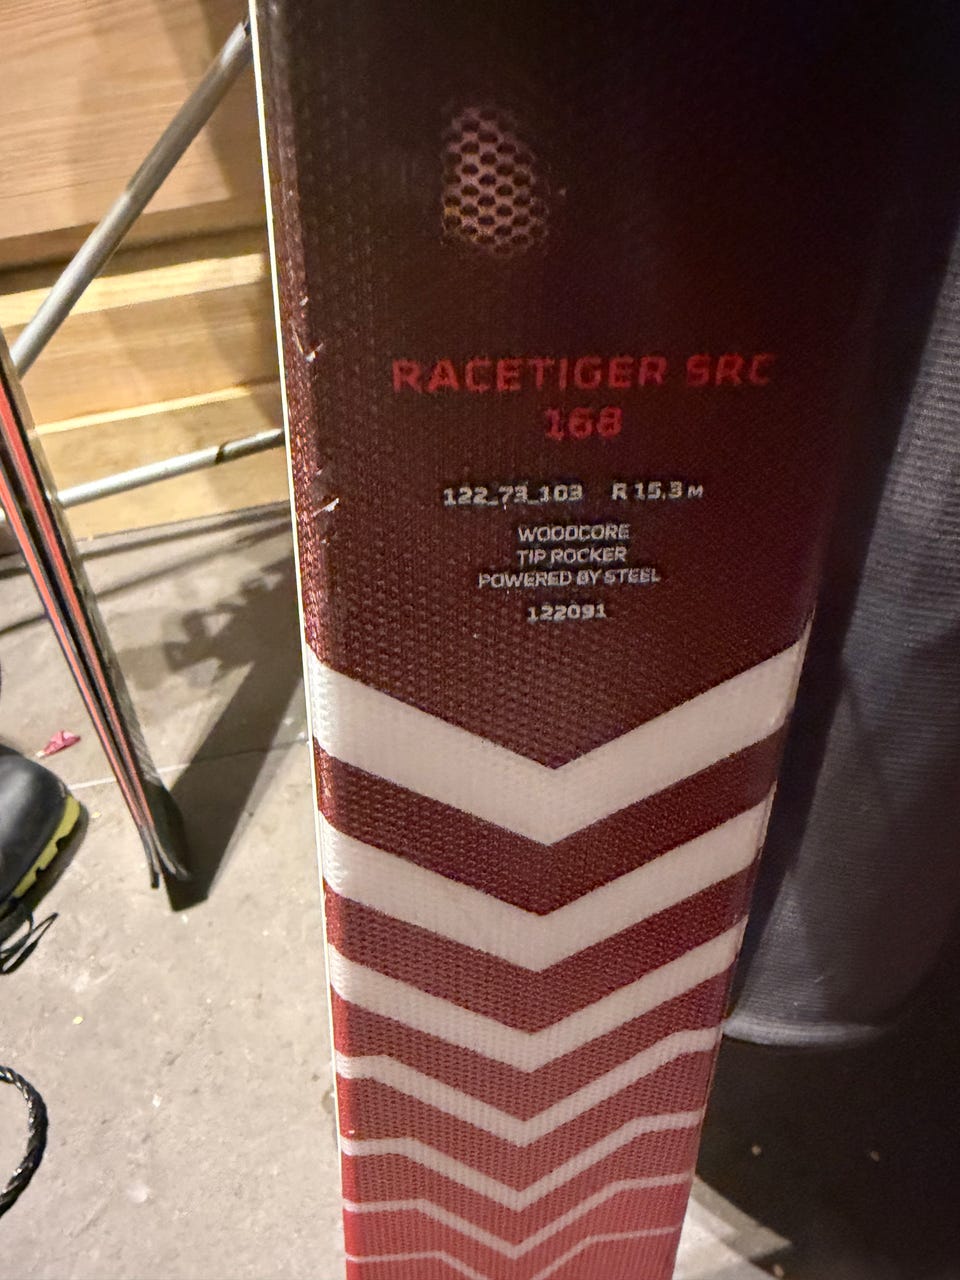 RACETIGER SRC
168
122_73_103 R 15,3 M
WOODCORE
TIP ROCKER
POWERED BY STEEL
122091